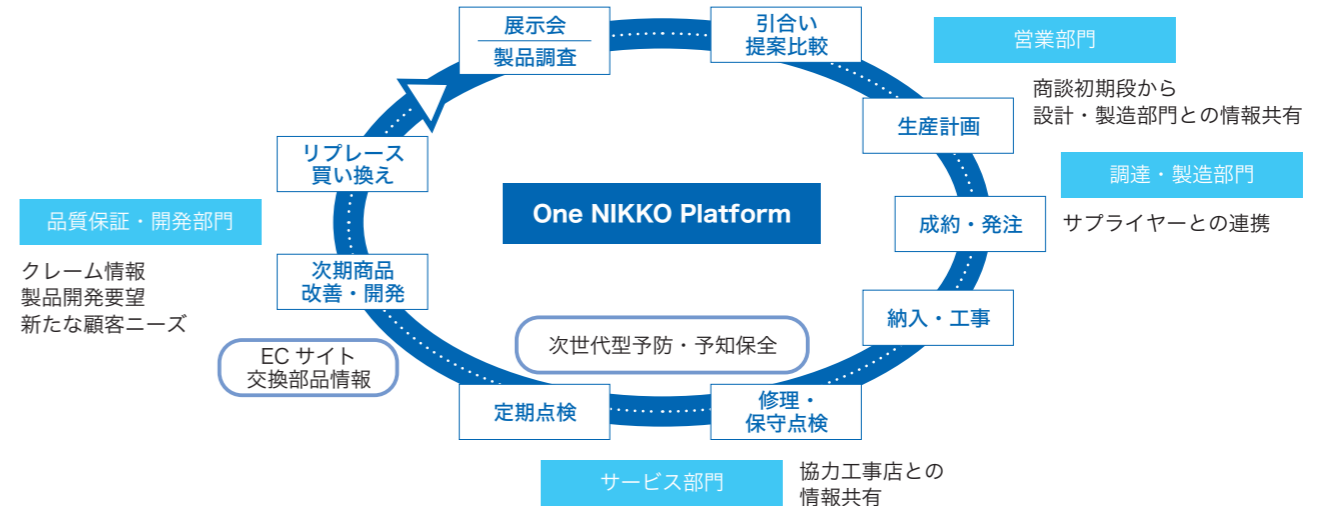 展示会
製品調査
引合い
提案比較
営業部門
商談初期段から
設計・製造部門との情報共有
生産計画
調達・製造部門
サプライヤーとの連携
成約・発注
納入・工事
リプレース
買い換え
One NIKKO Platform
品質保証・開発部門
クレーム情報
製品開発要望
新たな顧客ニーズ
次期商品
改善・開発
EC サイト
交換部品情報
次世代型予防・予知保全
定期点検
修理・
保守点検
サービス部門
協力工事店との
情報共有